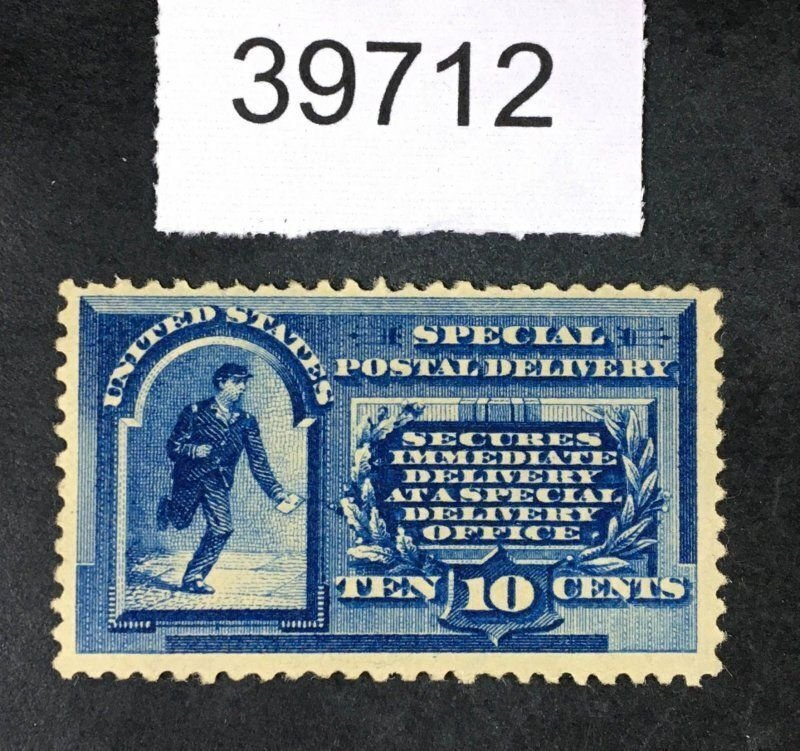 39712
UNITED STATES
SPECIAL
POSTAL DELIVERY
SECURES
IMMEDIATE
DELIVERY
AT A SPECIAL
DELIVERY
OFFICE.
TEN 10 CENTS